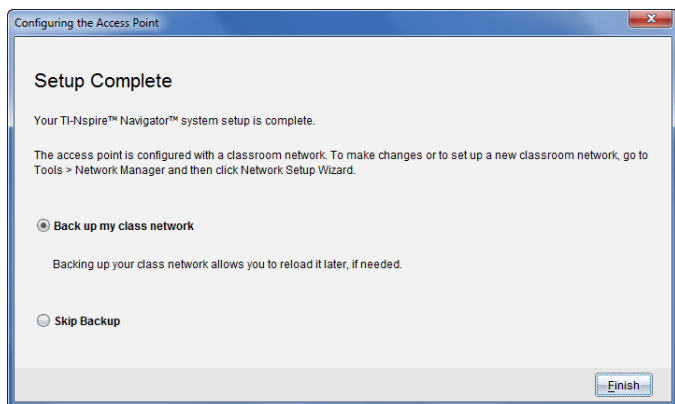 Configuring the Access Point
Setup Complete
Your TI-Nspire™ Navigator™ system setup is complete.
The access point is configured with a classroom network. To make changes or to set up a new classroom network, go to
Tools > Network Manager and then click Network Setup Wizard.
Back up my class network
Backing up your class network allows you to reload it later, if needed.
Skip Backup
Finish